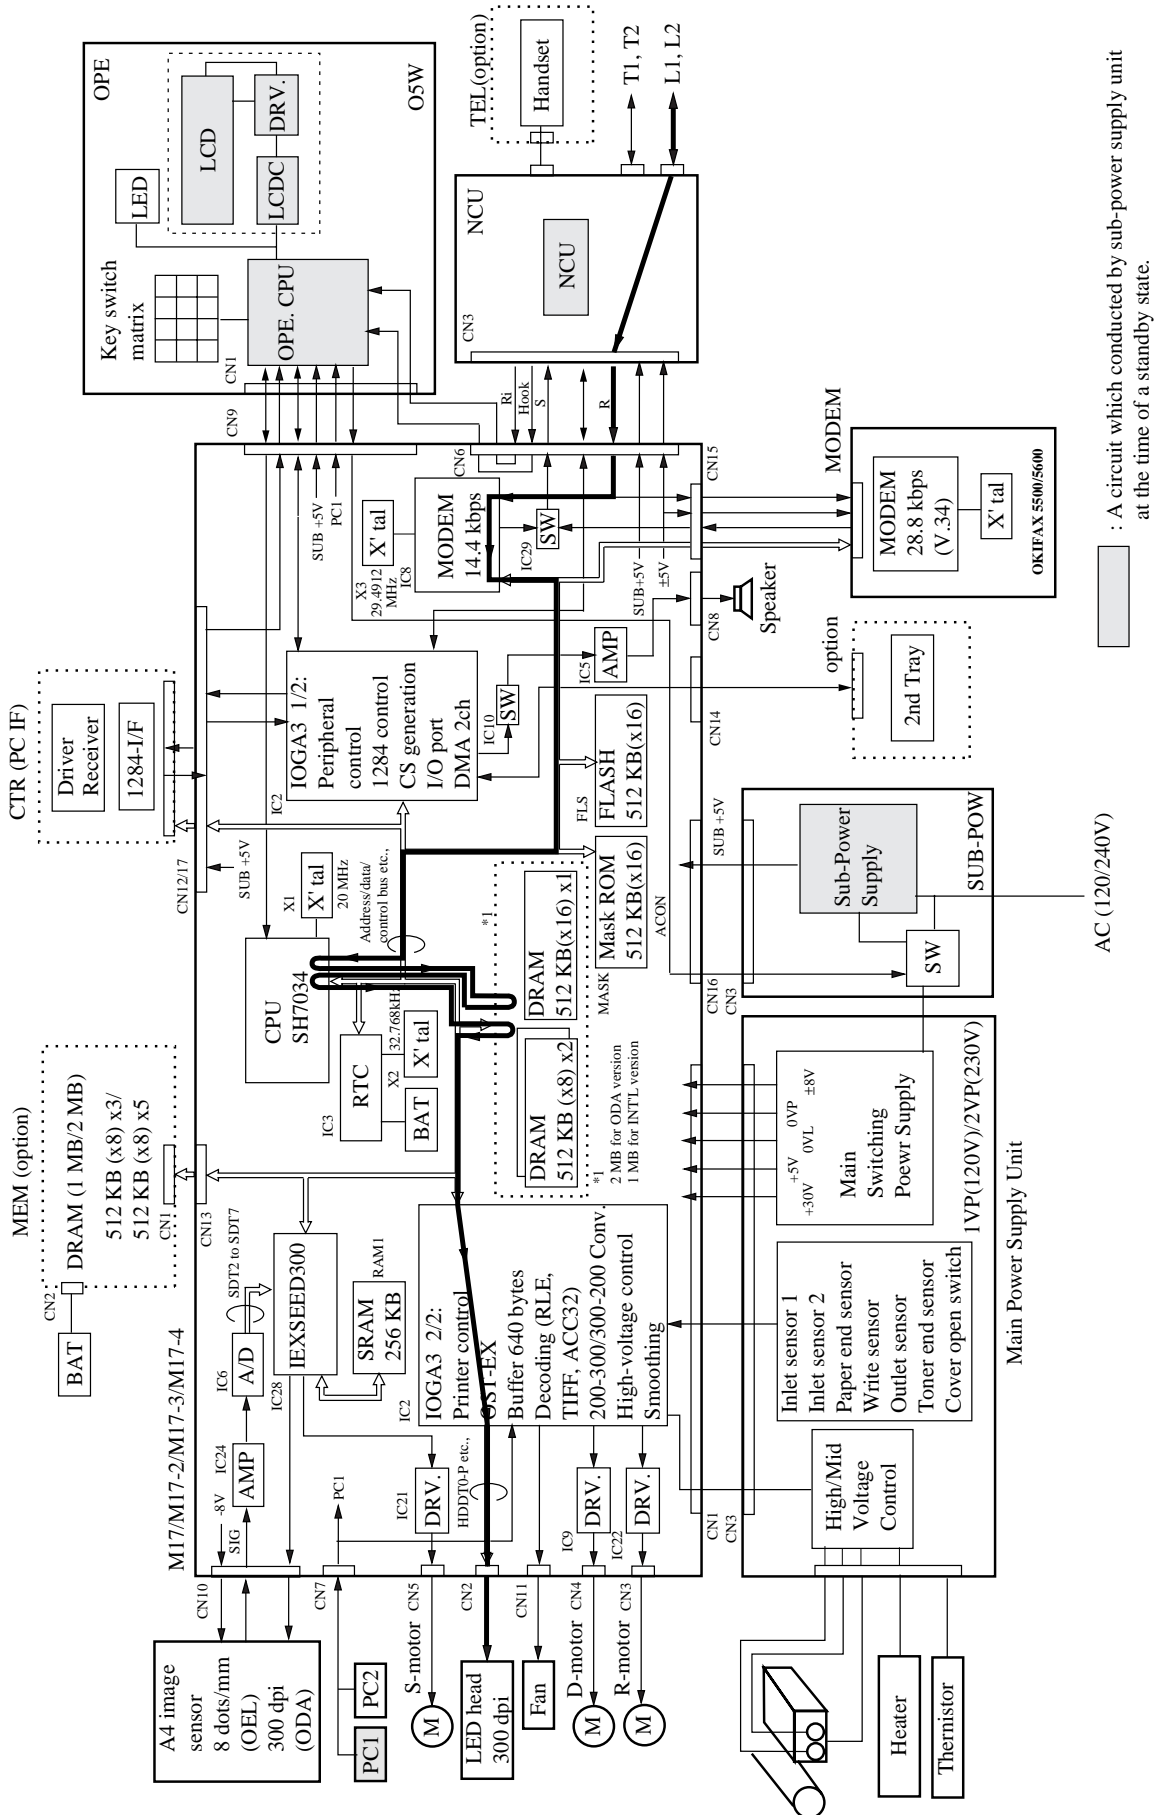 OPE
O5W
LCD
DRV.
LCDC
LED
Key switch
matrix
OPE. CPU
CN1
CN9
TEL(option)
Handset
T1, T2
L1, L2
NCU
NCU
CN3
Ri
Hook
S
R
SUB +5V
PC1
CN6
CN15
X' tal
X3
29.4912
MHz
IC8
MODEM
14.4 kbps
SW
IC29
SUB+5V
±5V
MODEM
MODEM
28.8 kbps
(V.34)
X' tal
OKIFAX 5500/5600
: A circuit which conducted by sub-power supply unit
at the time of a standby state.
CTR (PC IF)
Driver
Receiver
1284-I/F
CN12/17
SUB +5V
IC2
IOGA3 1/2:
Peripheral
control
1284 control
CS generation
I/O port
DMA 2ch
IC10
SW
IC5
AMP
CN8
Speaker
CN14
option
2nd Tray
FLS
FLASH
512 KB(x16)
Mask ROM
512 KB(x16)
MASK
ACON
X1
X' tal
20 MHz
Address/data/
control bus etc.,
CPU
SH7034
*1
DRAM
512 KB(x16) x1
DRAM
512 KB (x8) x2
*1
2 MB for ODA version
1 MB for INT'L version
IC3
RTC
X2
32.768kHz
X' tal
BAT
CN16
CN3
SUB +5V
Sub-Power
Supply
SW
SUB-POW
AC (120/240V)
MEM (option)
DRAM (1 MB/2 MB)
512 KB (x8) x3/
512 KB (x8) x5
CN1
CN13
CN2
BAT
M17/M17-2/M17-3/M17-4
SDT2 to SDT7
IC6
A/D
IEXSEED300
IC28
SRAM
256 KB
RAM1
IC24
AMP
-8V
SIG
IC2
IOGA3 2/2:
Printer control
OST-EX
Buffer 640 bytes
Decoding (RLE,
TIFF, ACC32)
200-300/300-200 Conv.
High-voltage control
Smoothing
HDDT0-P etc.,
PC1
IC21
DRV.
IC9
DRV.
IC22
DRV.
CN1
CN3
+30V
+5V
0VL
0VP
±8V
Main
Switching
Poewr Supply
1VP(120V)/2VP(230V)
Main Power Supply Unit
Inlet sensor 1
Inlet sensor 2
Paper end sensor
Write sensor
Outlet sensor
Toner end sensor
Cover open switch
High/Mid
Voltage
Control
CN10
CN7
CN5
CN2
CN11
CN4
CN3
A4 image
sensor
8 dots/mm
(OEL)
300 dpi
(ODA)
PC1
PC2
S-motor
M
LED head
300 dpi
Fan
D-motor
M
R-motor
M
Heater
Thernistor